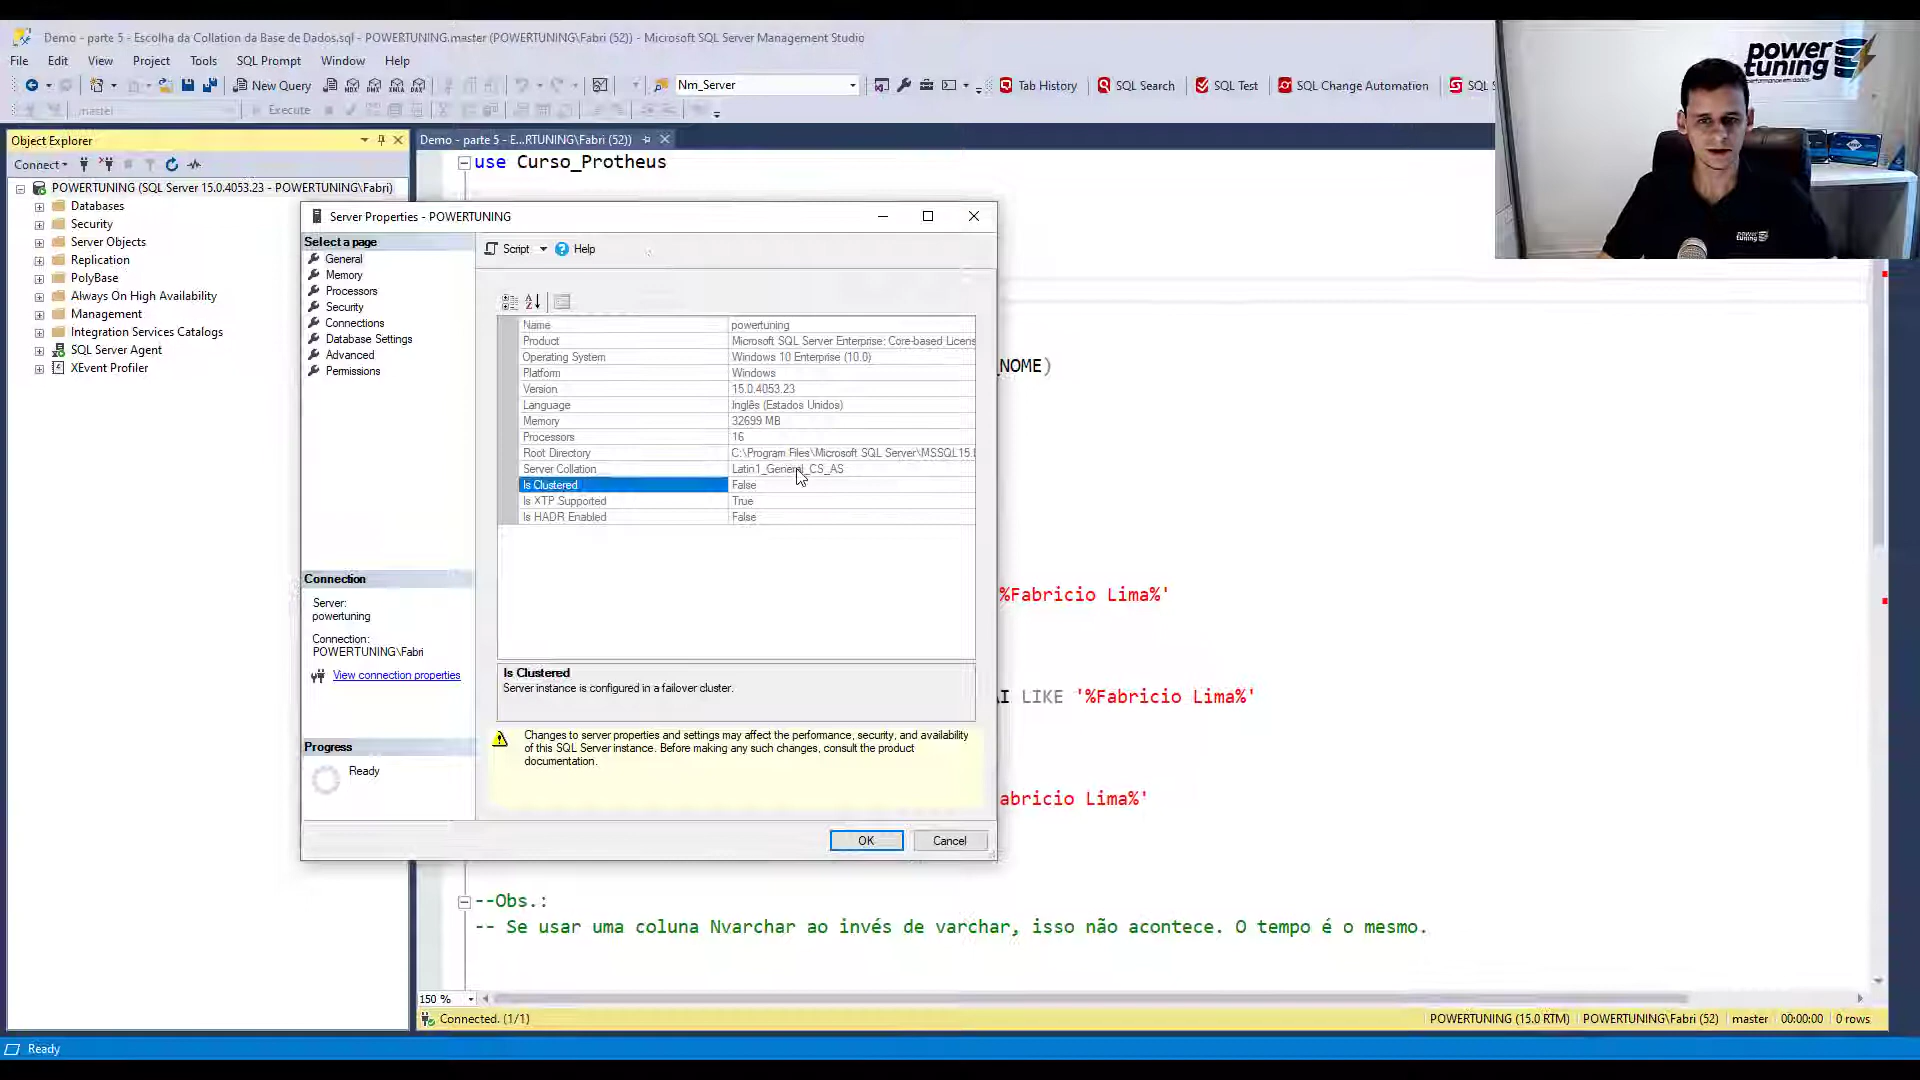 Demo - parte 5 - Escolha da Collation da Base de Dados.sql - POWERTUNING.master (POWERTUNING\Fabri (52)) - Microsoft SQL Server Management Studio
File Edit View Project Tools SQL Prompt Window Help
New Query
Nm_Server
Tab History SQL Search SQL Test SQL Change Automation SQL S
master
Execute
power
tuning
power
tuning
Object Explorer
Connect
POWERTUNING (SQL Server 15.0.4053.23 - POWERTUNING\Fabri)
Databases
Security
Server Objects
Replication
PolyBase
Always On High Availability
Management
Integration Services Catalogs
SQL Server Agent
XEvent Profiler
Demo - parte 5 - E...RTUNING\Fabri (52))
use Curso_Protheus
Server Properties - POWERTUNING
Select a page
General
Memory
Processors
Security
Connections
Database Settings
Advanced
Permissions
Connection
Server:
powertuning
Connection:
POWERTUNING\Fabri
View connection properties
Progress
Ready
Script Help
Name powertuning
Product Microsoft SQL Server Enterprise: Core-based Licens
Operating System Windows 10 Enterprise (10.0)
Platform Windows
Version 15.0.4053.23
Language Inglês (Estados Unidos)
Memory 32699 MB
Processors 16
Root Directory C:\Program Files\Microsoft SQL Server\MSSQL15.
Server Collation Latin1_General_CS_AS
Is Clustered False
Is XTP Supported True
Is HADR Enabled False
Is Clustered
Server instance is configured in a failover cluster.
Changes to server properties and settings may affect the performance, security, and availability
of this SQL Server instance. Before making any such changes, consult the product
documentation.
OK Cancel
_NOME)
%Fabricio Lima%'
I LIKE '%Fabricio Lima%'
abricio Lima%'
--Obs.:
-- Se usar uma coluna Nvarchar ao invés de varchar, isso não acontece. O tempo é o mesmo.
150 %
Connected. (1/1)
POWERTUNING (15.0 RTM) POWERTUNING\Fabri (52) master 00:00:00 0 rows
Ready